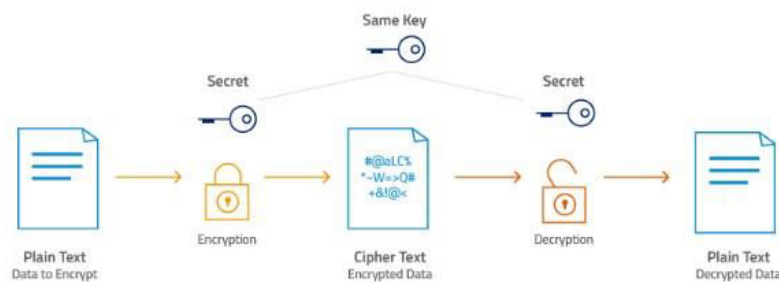 Same Key
Secret
Secret
#@aLC%
*~W=>Q#
+&!@<
Encryption
Decryption
Plain Text
Data to Encrypt
Cipher Text
Encrypted Data
Plain Text
Decrypted Data